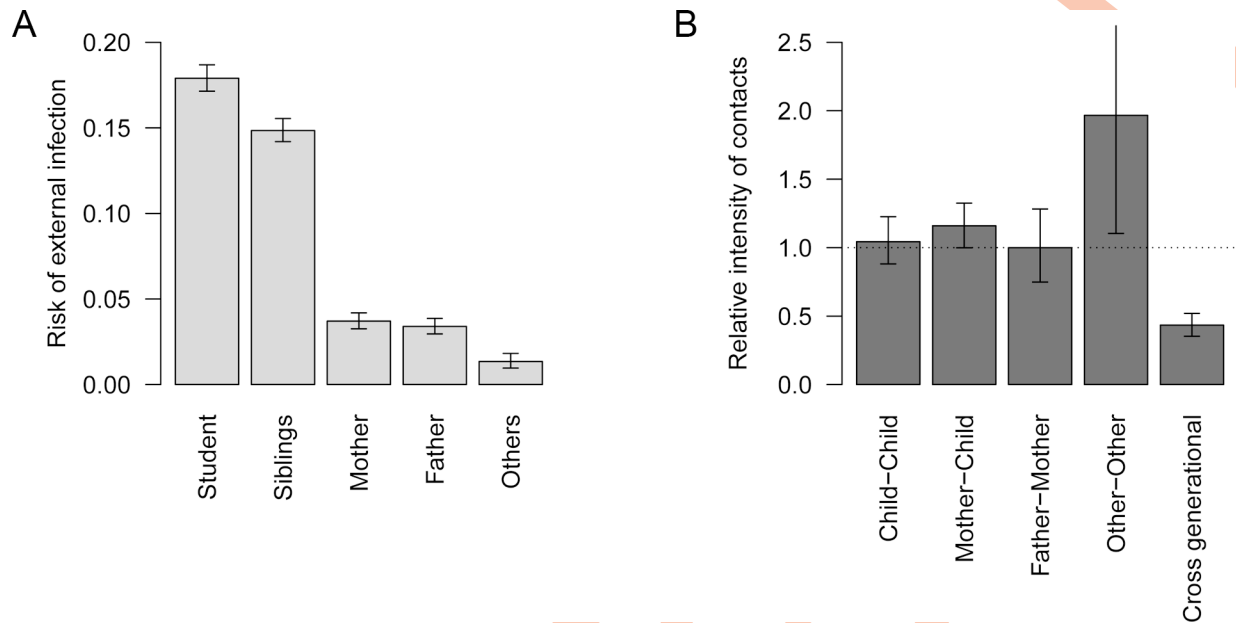 A
Risk of external infection
0.20
0.15
0.10
0.05
0.00
Student
Siblings
Mother
Father
Others
B
Relative intensity of contacts
2.5
2.0
1.5
1.0
0.5
0.0
Child−Child
Mother−Child
Father−Mother
Other−Other
Cross generational